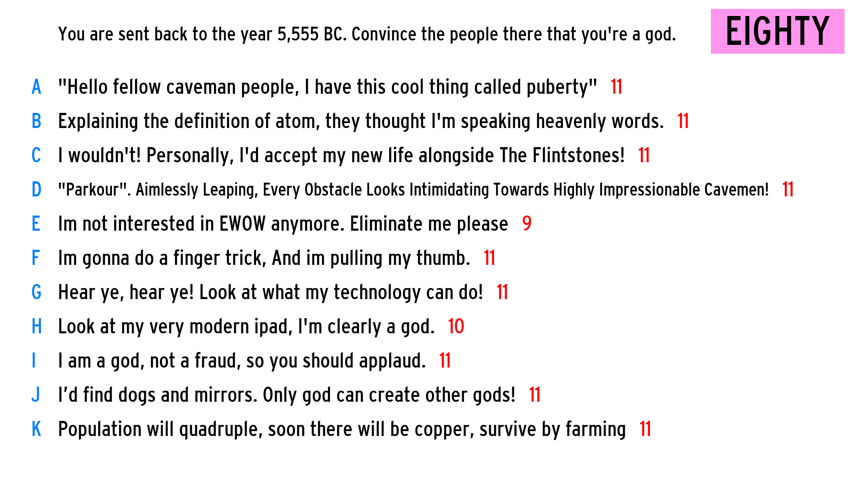 You are sent back to the year 5,555 BC. Convince the people there that you're a god.
EIGHTY
A "Hello fellow caveman people, I have this cool thing called puberty" 11
B Explaining the definition of atom, they thought I'm speaking heavenly words. 11
C I wouldn't! Personally, I'd accept my new life alongside The Flintstones! 11
D "Parkour". Aimlessly Leaping, Every Obstacle Looks Intimidating Towards Highly Impressionable Cavemen! 11
E Im not interested in EWOW anymore. Eliminate me please 9
F Im gonna do a finger trick, And im pulling my thumb. 11
G Hear ye, hear ye! Look at what my technology can do! 11
H Look at my very modern ipad, I'm clearly a god. 10
I I am a god, not a fraud, so you should applaud. 11
J I’d find dogs and mirrors. Only god can create other gods! 11
K Population will quadruple, soon there will be copper, survive by farming 11